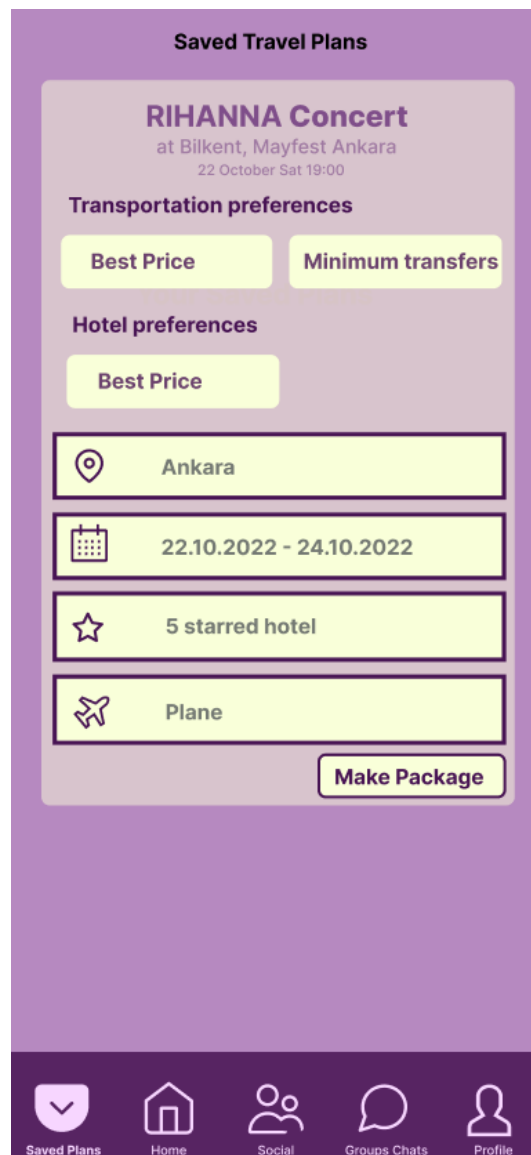 Saved Travel Plans
RIHANNA Concert
at Bilkent, Mayfest Ankara
22 October Sat 19:00
Transportation preferences
Best Price Minimum transfers
Hotel preferences
Best Price
Ankara
22.10.2022 - 24.10.2022
5 starred hotel
Plane
Make Package
Saved Plans Home Social Groups Chats Profile